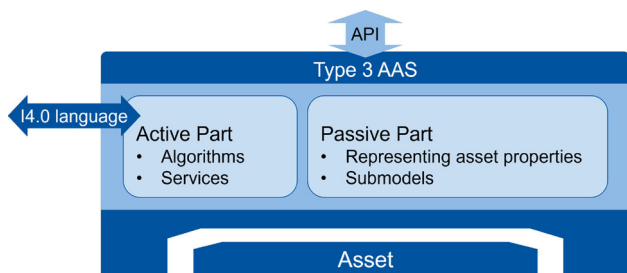 API
Type 3 AAS
I4.0 language
Active Part
• Algorithms
• Services
Passive Part
• Representing asset properties
• Submodels
Asset